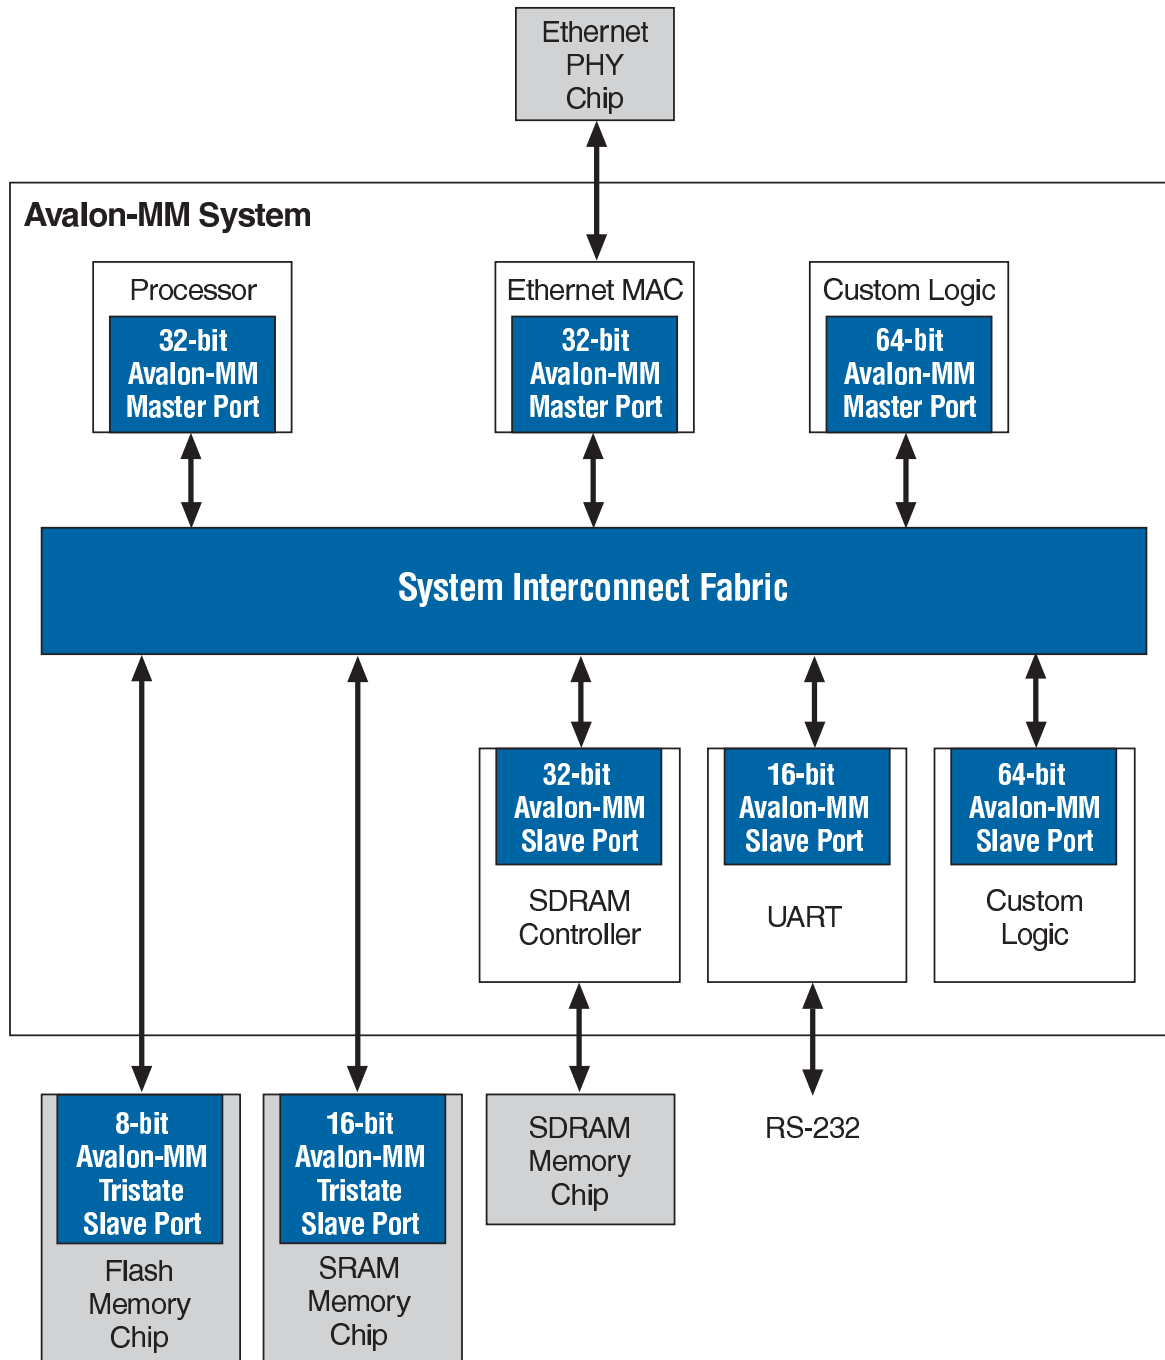 Ethernet
PHY
Chip
Avalon-MM System
Processor
32-bit
Avalon-MM
Master Port
Ethernet MAC
32-bit
Avalon-MM
Master Port
Custom Logic
64-bit
Avalon-MM
Master Port
System Interconnect Fabric
32-bit
Avalon-MM
Slave Port
SDRAM
Controller
16-bit
Avalon-MM
Slave Port
UART
64-bit
Avalon-MM
Slave Port
Custom
Logic
8-bit
Avalon-MM
Tristate
Slave Port
Flash
Memory
Chip
16-bit
Avalon-MM
Tristate
Slave Port
SRAM
Memory
Chip
SDRAM
Memory
Chip
RS-232